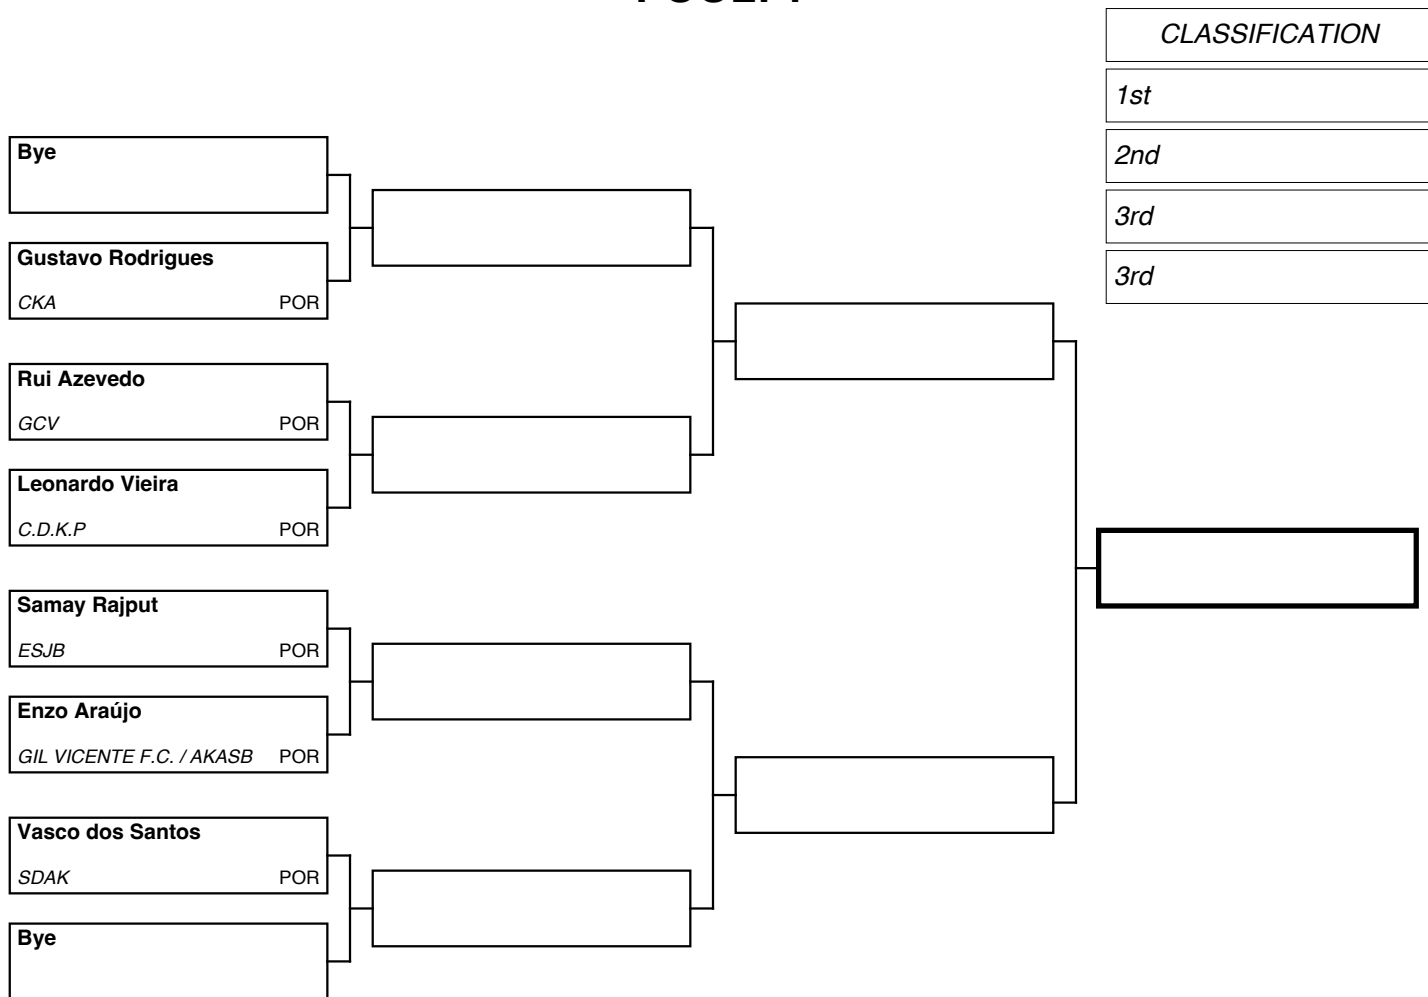 CLASSIFICATION
1st
2nd
3rd
3rd
Bye
Gustavo Rodrigues
CKA POR
Rui Azevedo
GCV POR
Leonardo Vieira
C.D.K.P POR
Samay Rajput
ESJB POR
Enzo Araújo
GIL VICENTE F.C. / AKASB POR
Vasco dos Santos
SDAK POR
Bye